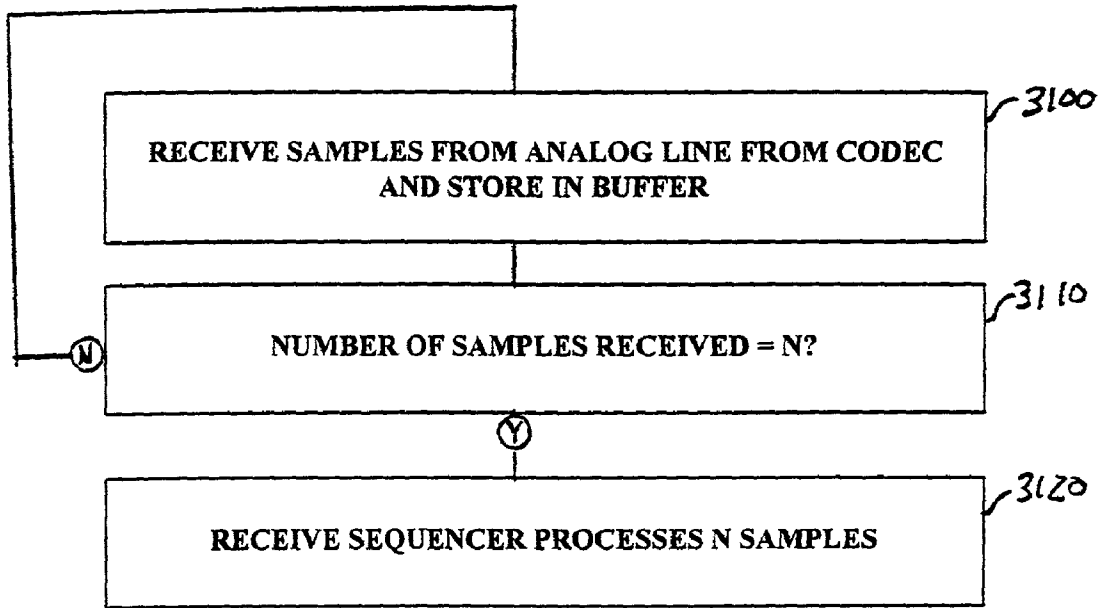 3100
RECEIVE SAMPLES FROM ANALOG LINE FROM CODEC
AND STORE IN BUFFER
3110
NUMBER OF SAMPLES RECEIVED = N?
N
Y
3120
RECEIVE SEQUENCER PROCESSES N SAMPLES